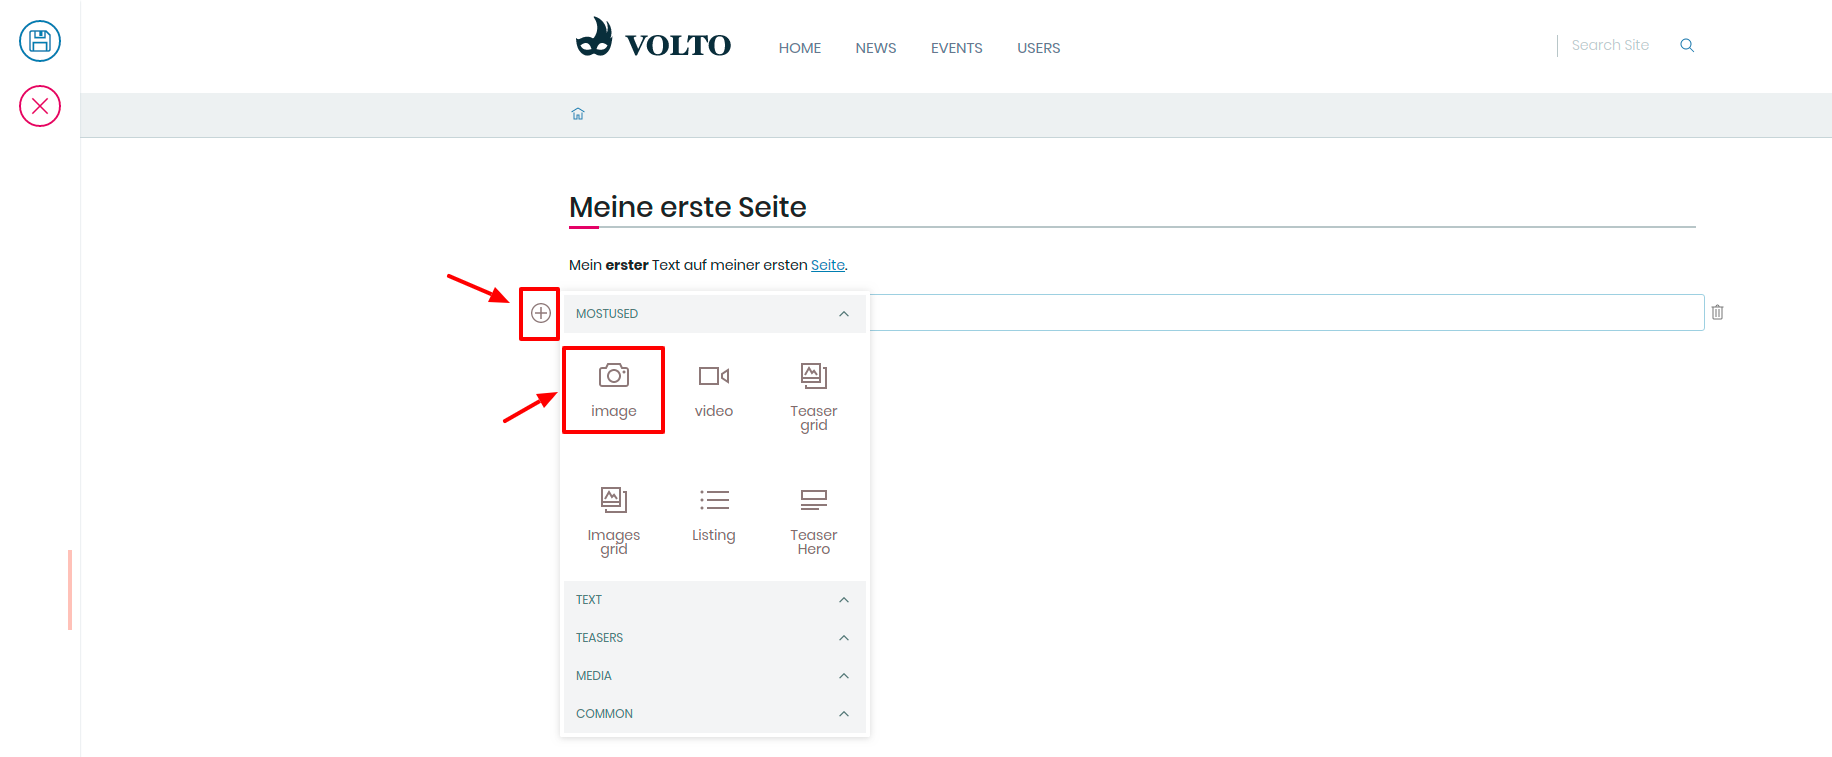 VOLTO
HOME NEWS EVENTS USERS
Search Site
Meine erste Seite
Mein erster Text auf meiner ersten Seite.
MOSTUSED
image
video
Teaser
grid
Images
grid
Listing
Teaser
Hero
TEXT
TEASERS
MEDIA
COMMON